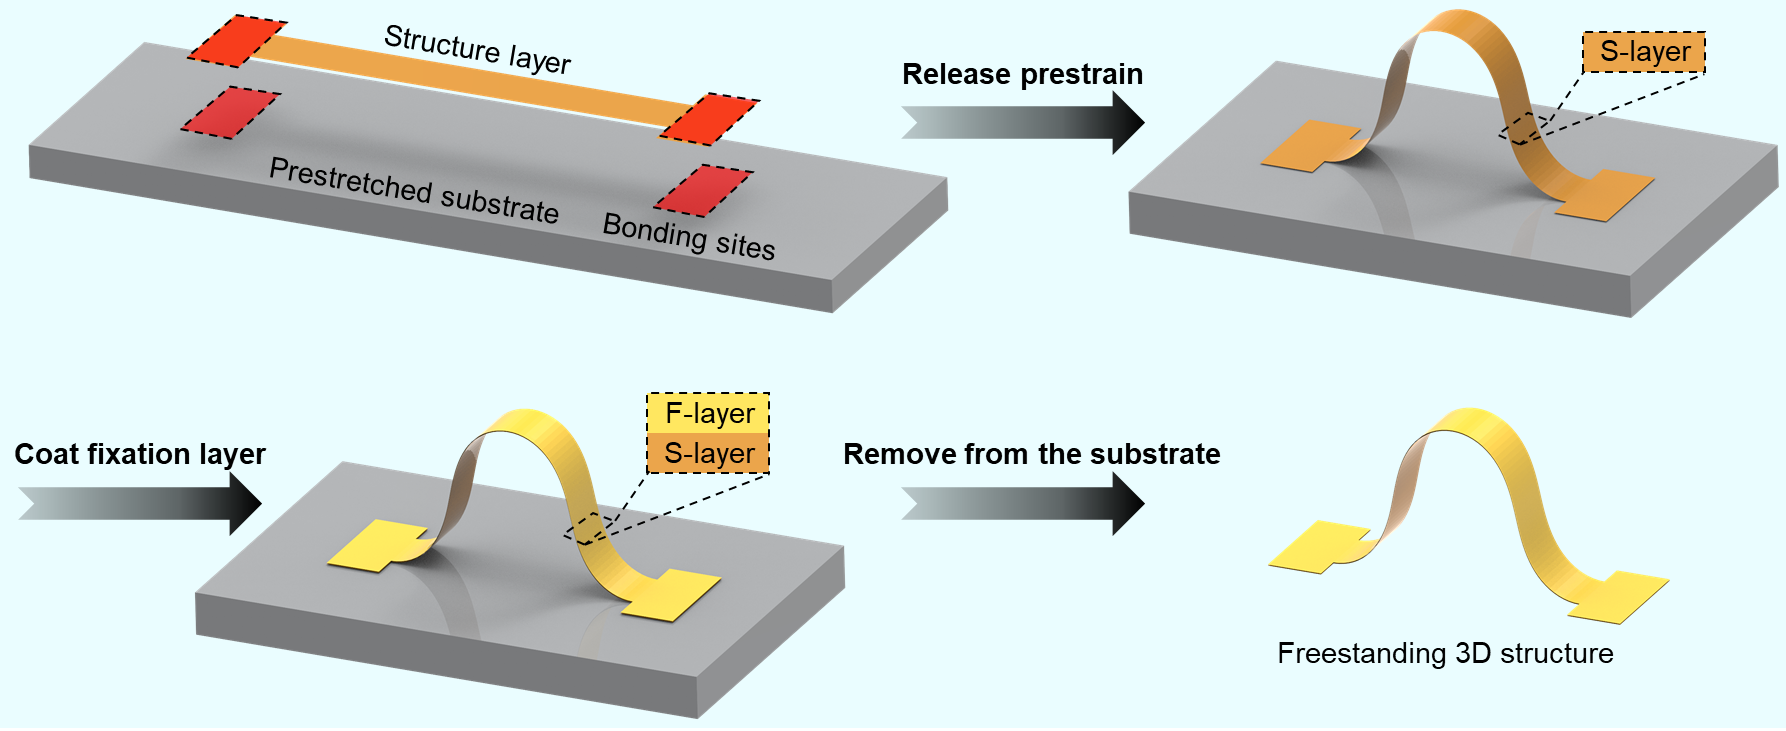 Structure layer
Prestretched substrate
Bonding sites
Release prestrain
S-layer
Coat fixation layer
F-layer
S-layer
Remove from the substrate
Freestanding 3D structure